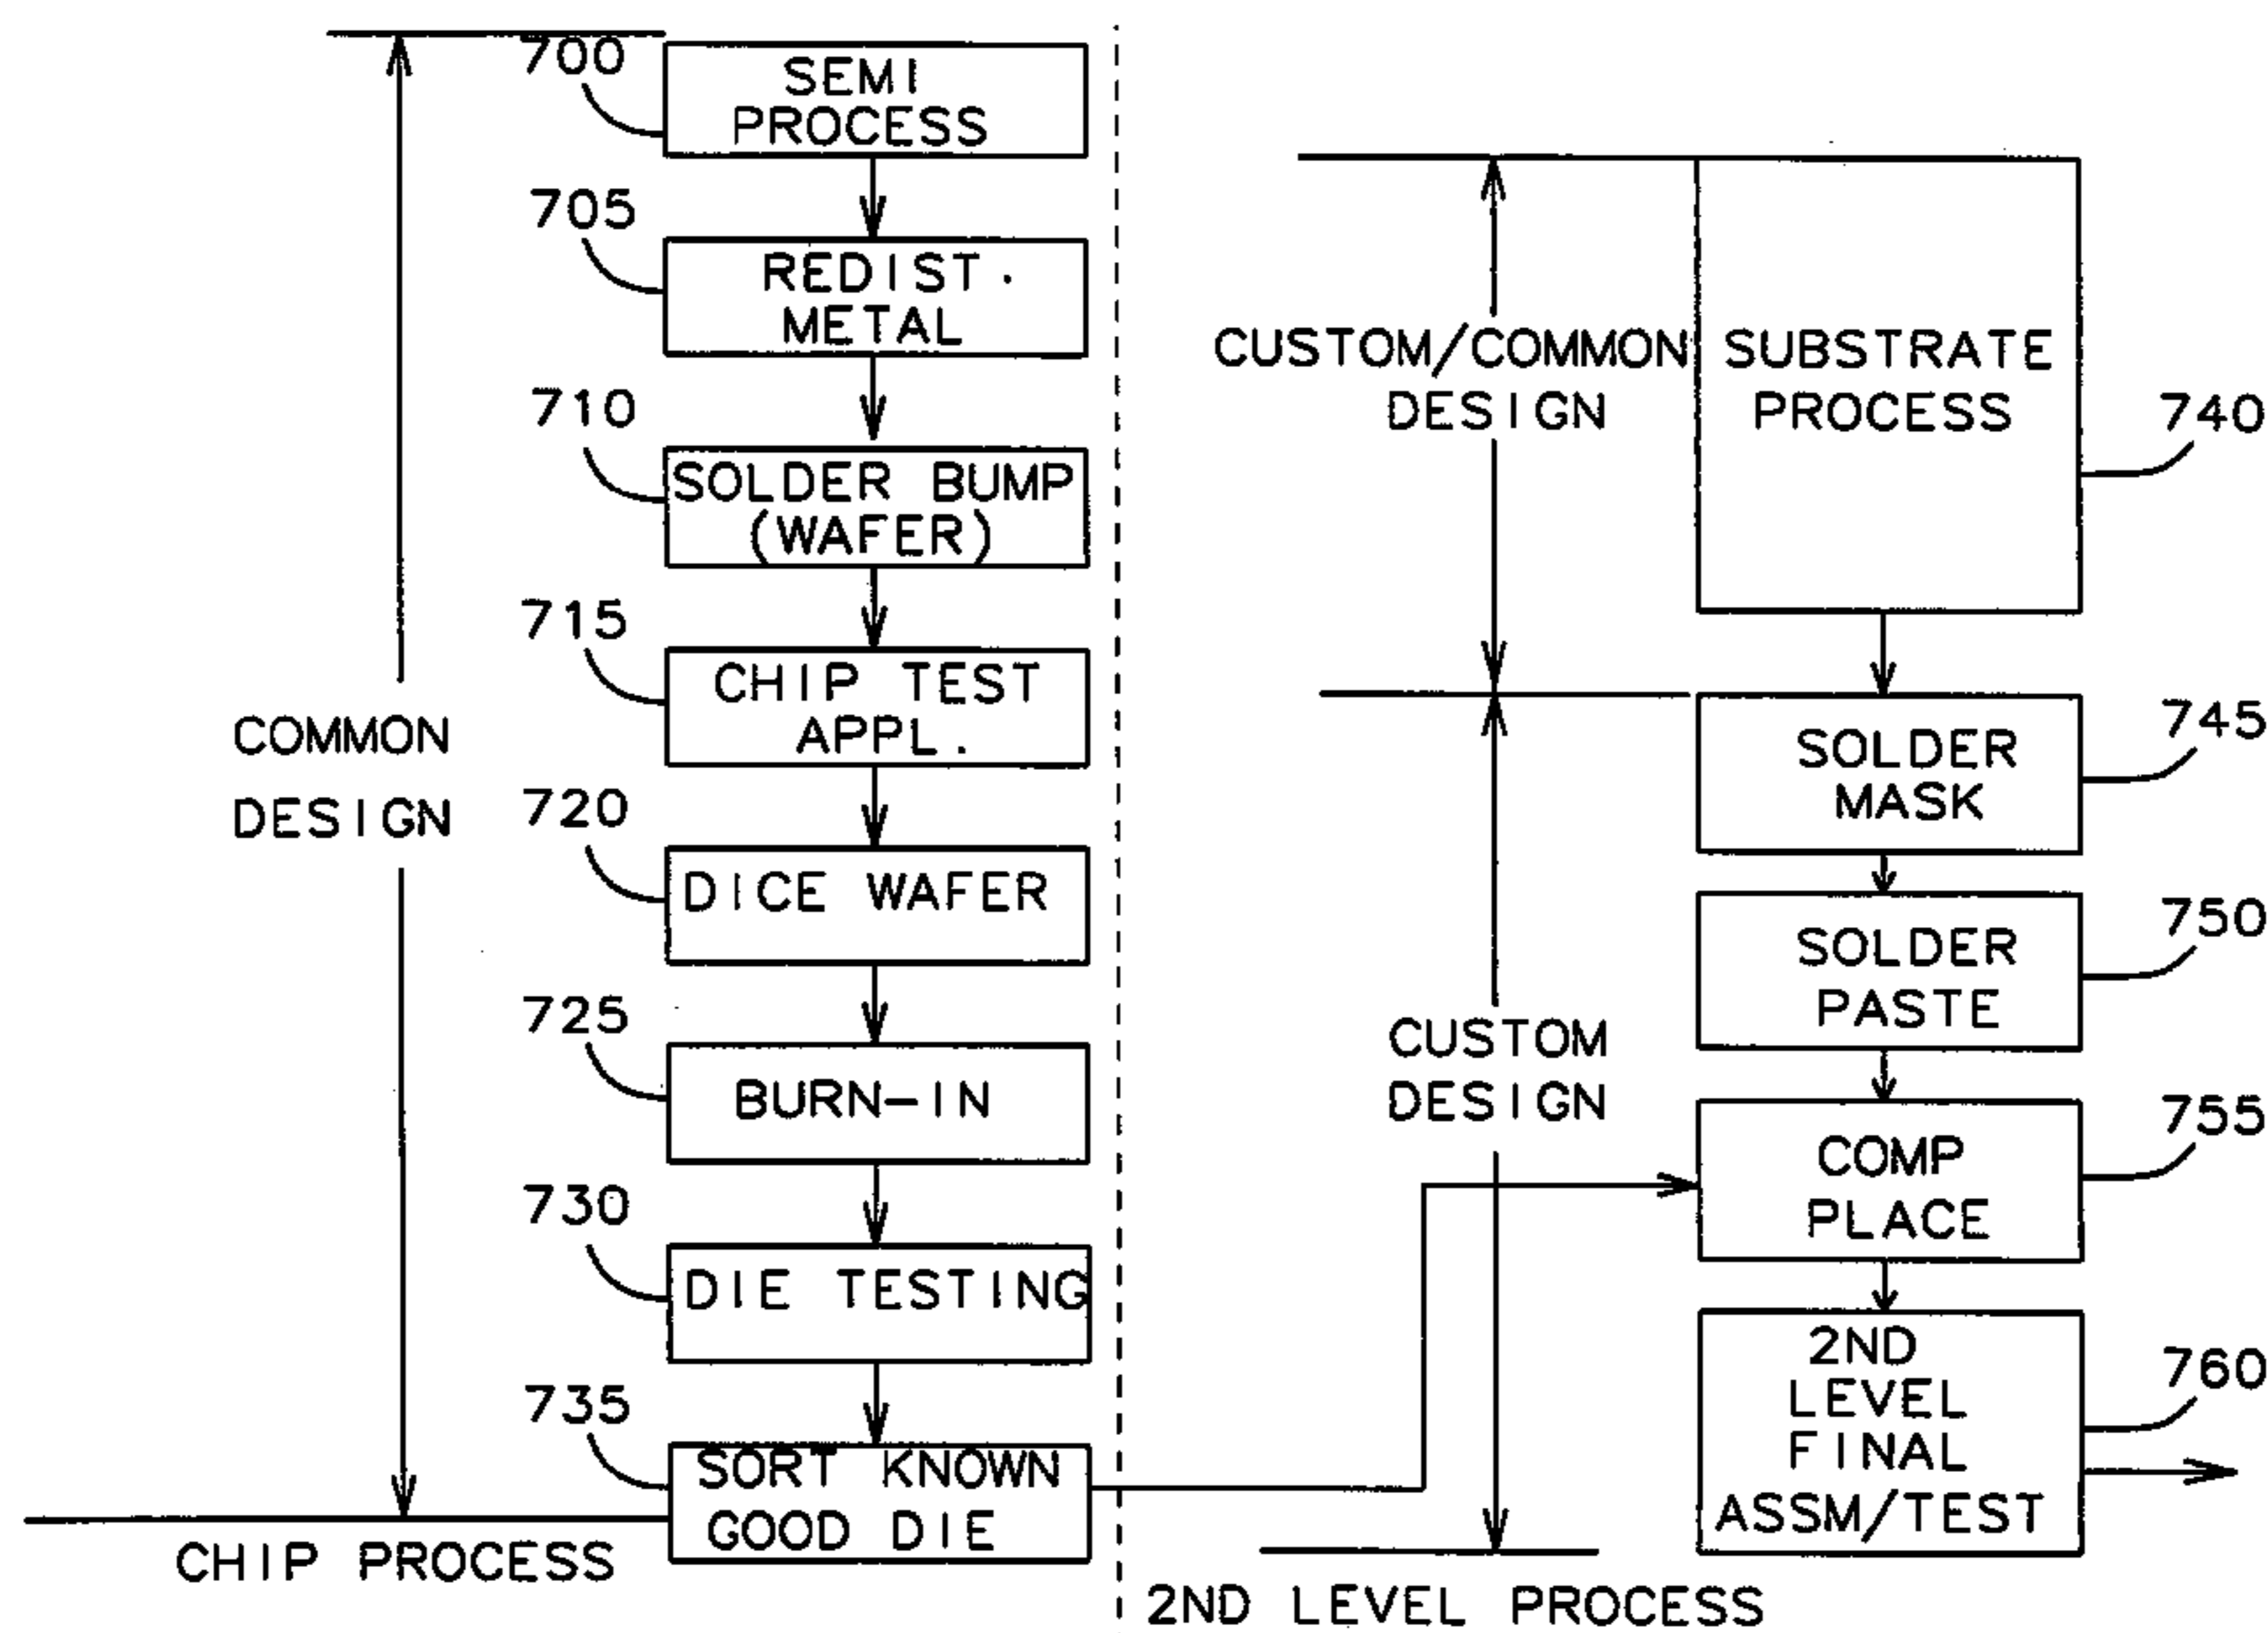 700
SEMI
PROCESS
705
REDIST.
METAL
710
SOLDER BUMP
(WAFER)
715
CHIP TEST
APPL.
COMMON
DESIGN
720
DICE WAFER
725
BURN-IN
730
DIE TESTING
735
SORT KNOWN
GOOD DIE
CHIP PROCESS
CUSTOM/COMMON
DESIGN
SUBSTRATE
PROCESS
740
745
SOLDER
MASK
750
SOLDER
PASTE
CUSTOM
DESIGN
755
COMP
PLACE
760
2ND
LEVEL
FINAL
ASSM/TEST
2ND LEVEL PROCESS